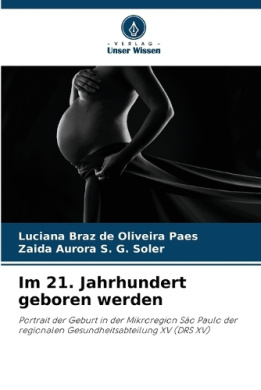 - VERLAG -
Unser Wissen
Luciana Braz de Oliveira Paes
Zaida Aurora S. G. Soler
Im 21. Jahrhundert
geboren werden
Portrait der Geburt in der Mikroregion São Paulo der
regionalen Gesundheitsabteilung XV (DRS XV)